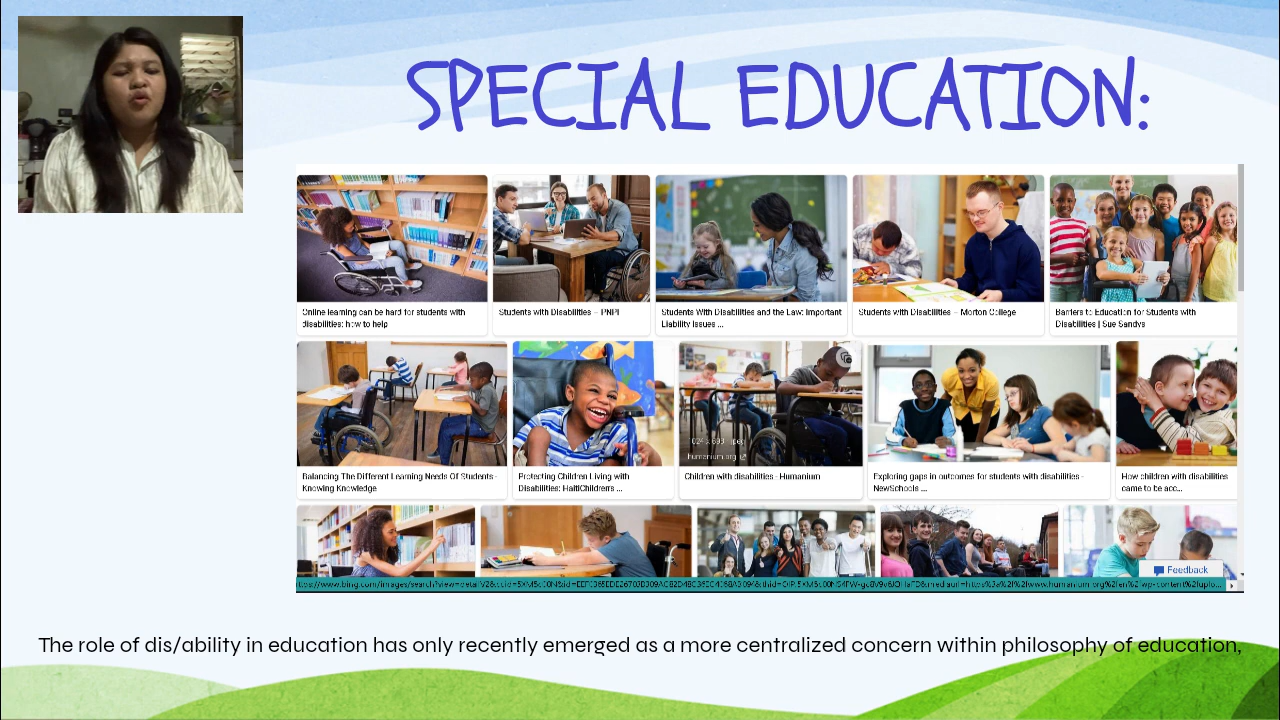 SPECIAL EDUCATION:
Online learning can be hard for students with
disabilities: how to help
Students with Disabilities – PNPI
Students With Disabilities and the Law: Important
Liability Issues ...
Students with Disabilities – Morton College
Barriers to Education for Students with
Disabilities | Sue Sandys
Balancing The Different Learning Needs Of Students -
Knowing Knowledge
Protecting Children Living with
Disabilities: HaitiChildren's ...
1024 x 693 · jpeg
humanium.org
Children with disabilities - Humanium
Exploring gaps in outcomes for students with disabilities -
NewSchools ...
How children with disabilities
came to be acc...
Feedback
The role of dis/ability in education has only recently emerged as a more centralized concern within philosophy of education,